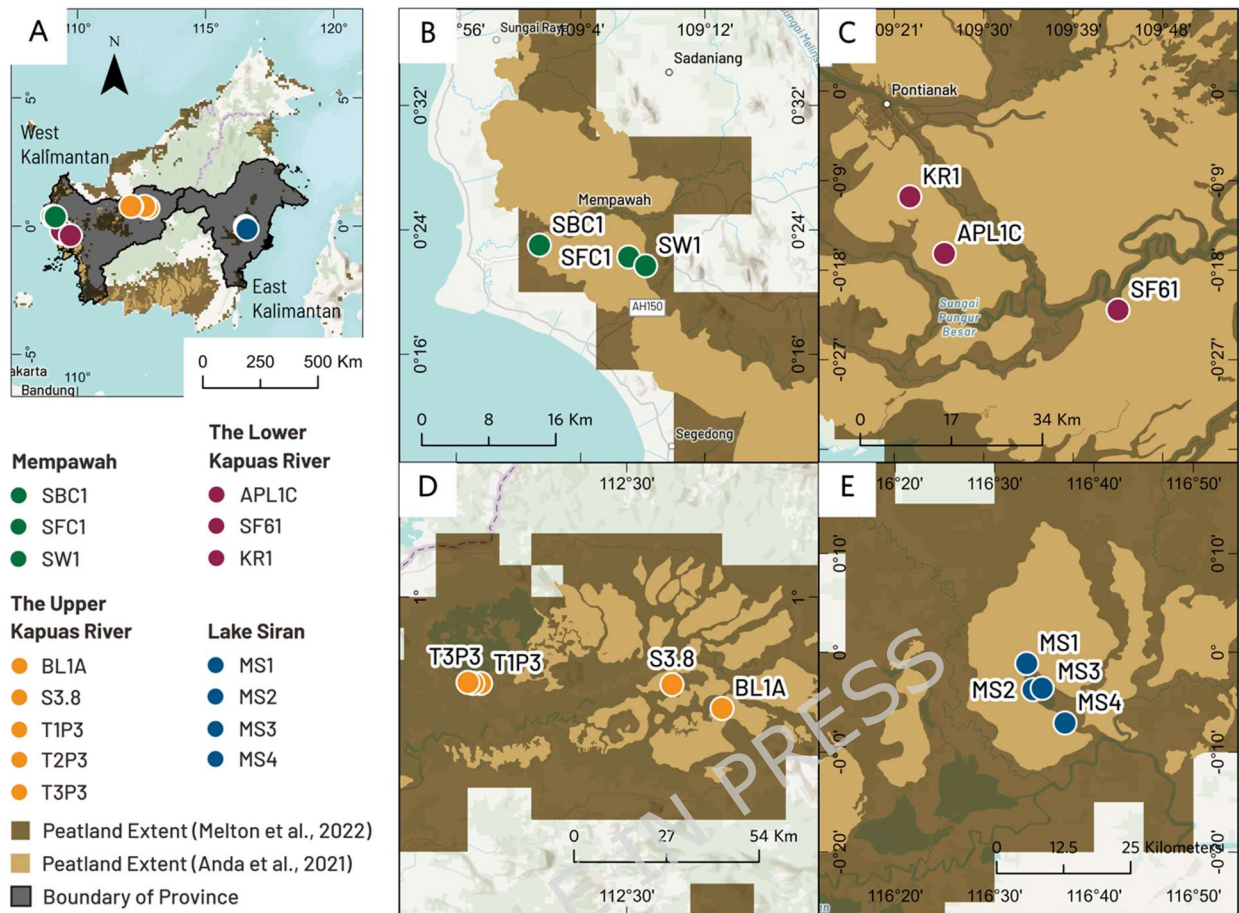 A
N
110°
115°
120°
5°
5°
0°
0°
-5°
-5°
110°
West
Kalimantan
East
Kalimantan
akarta
Bandung
0 250 500 Km
B
°56'
109°4'
109°12'
Sungai Raya
Sadaniang
0°32'
0°32'
Mempawah
SBC1
SFC1
SW1
0°24'
0°24'
AH150
0°16'
0°16'
0 8 16 Km
Segedong
C
109°21'
109°30'
109°39'
109°48'
0°
0°
Pontianak
KR1
-0°9'
-0°9'
APL1C
-0°18'
-0°18'
SF61
Sungai
Pungur
Besar
-0°27'
-0°27'
0 17 34 Km
Mempawah
SBC1
SFC1
SW1
The Lower
Kapuas River
APL1C
SF61
KR1
The Upper
Kapuas River
BL1A
S3.8
T1P3
T2P3
T3P3
Lake Siran
MS1
MS2
MS3
MS4
Peatland Extent (Melton et al., 2022)
Peatland Extent (Anda et al., 2021)
Boundary of Province
D
112°30'
1°
1°
T3P3
T1P3
S3.8
BL1A
0 27 54 Km
112°30'
E
116°20'
116°30'
116°40'
116°50'
0°10'
0°10'
0°
0°
MS1
MS3
MS2
MS4
-0°10'
-0°10'
-0°20'
-0°20'
0 12.5 25 Kilometers
116°20'
116°30'
116°40'
116°50'
E IN PRESS